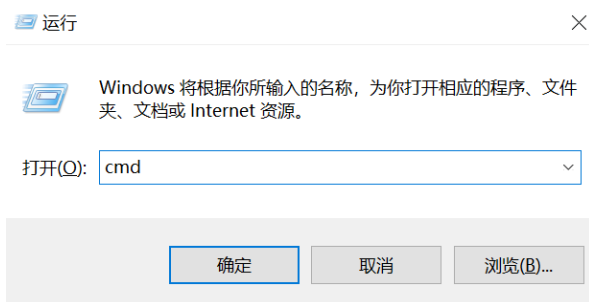 运行
Windows 将根据你所输入的名称，为你打开相应的程序、文件
夹、文档或 Internet 资源。
打开(O): cmd
确定 取消 浏览(B)...